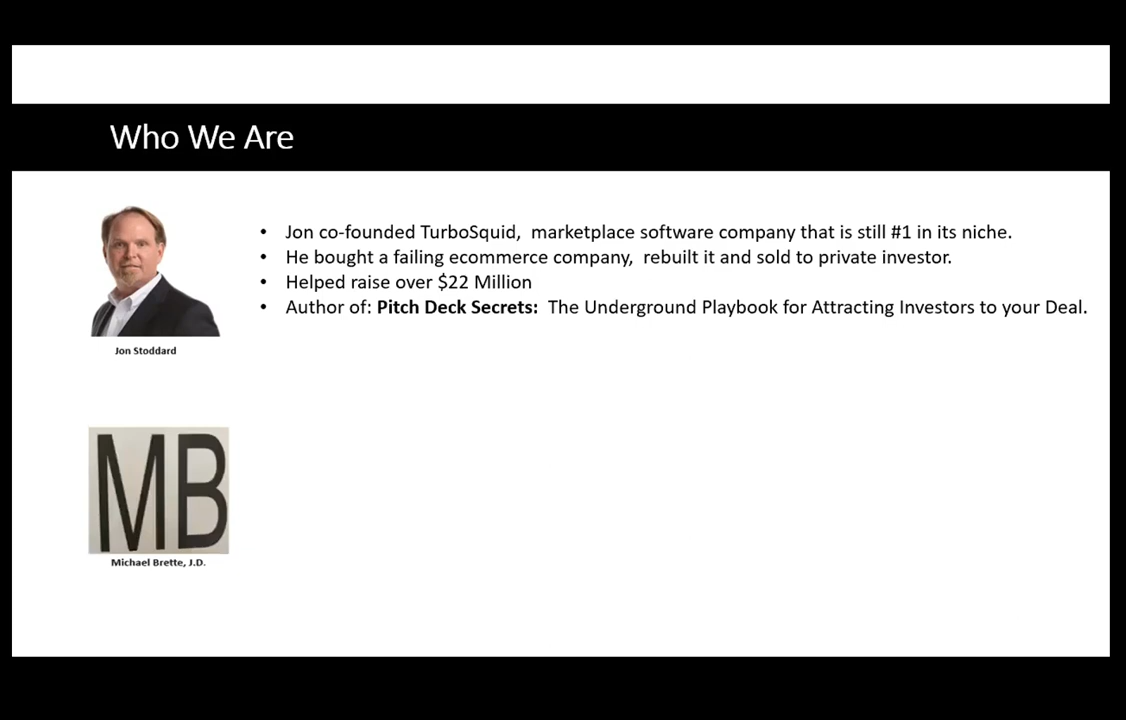 Who We Are
• Jon co-founded TurboSquid, marketplace software company that is still #1 in its niche.
• He bought a failing ecommerce company, rebuilt it and sold to private investor.
• Helped raise over $22 Million
• Author of: Pitch Deck Secrets: The Underground Playbook for Attracting Investors to your Deal.
Jon Stoddard
MB
Michael Brette, J.D.